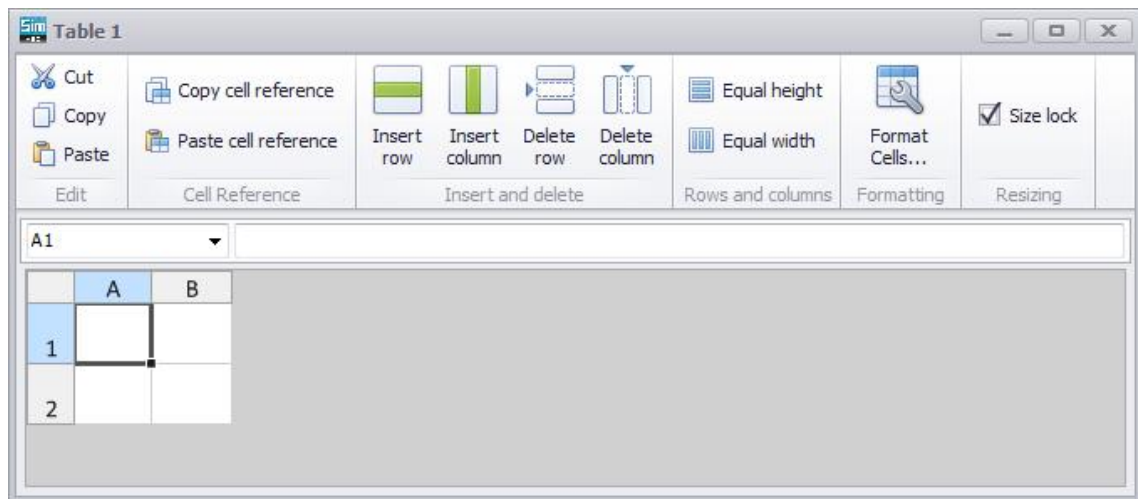 Sim Table 1
Cut
Copy
Paste
Edit
Copy cell reference
Paste cell reference
Cell Reference
Insert row
Insert column
Delete row
Delete column
Insert and delete
Equal height
Equal width
Rows and columns
Format Cells...
Formatting
Size lock
Resizing
A1
A B
1
2